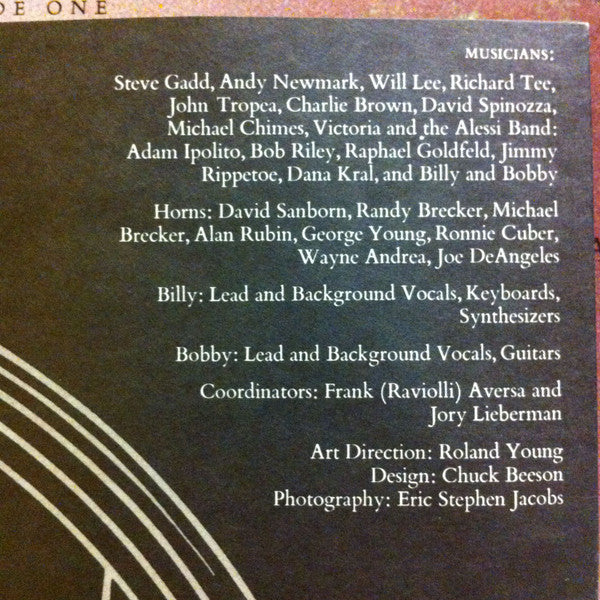 DE ONE
MUSICIANS:
Steve Gadd, Andy Newmark, Will Lee, Richard Tee,
John Tropea, Charlie Brown, David Spinozza,
Michael Chimes, Victoria and the Alessi Band:
Adam Ipolito, Bob Riley, Raphael Goldfeld, Jimmy
Rippetoe, Dana Kral, and Billy and Bobby
Horns: David Sanborn, Randy Brecker, Michael
Brecker, Alan Rubin, George Young, Ronnie Cuber,
Wayne Andrea, Joe DeAngeles
Billy: Lead and Background Vocals, Keyboards,
Synthesizers
Bobby: Lead and Background Vocals, Guitars
Coordinators: Frank (Raviolli) Aversa and
Jory Lieberman
Art Direction: Roland Young
Design: Chuck Beeson
Photography: Eric Stephen Jacobs